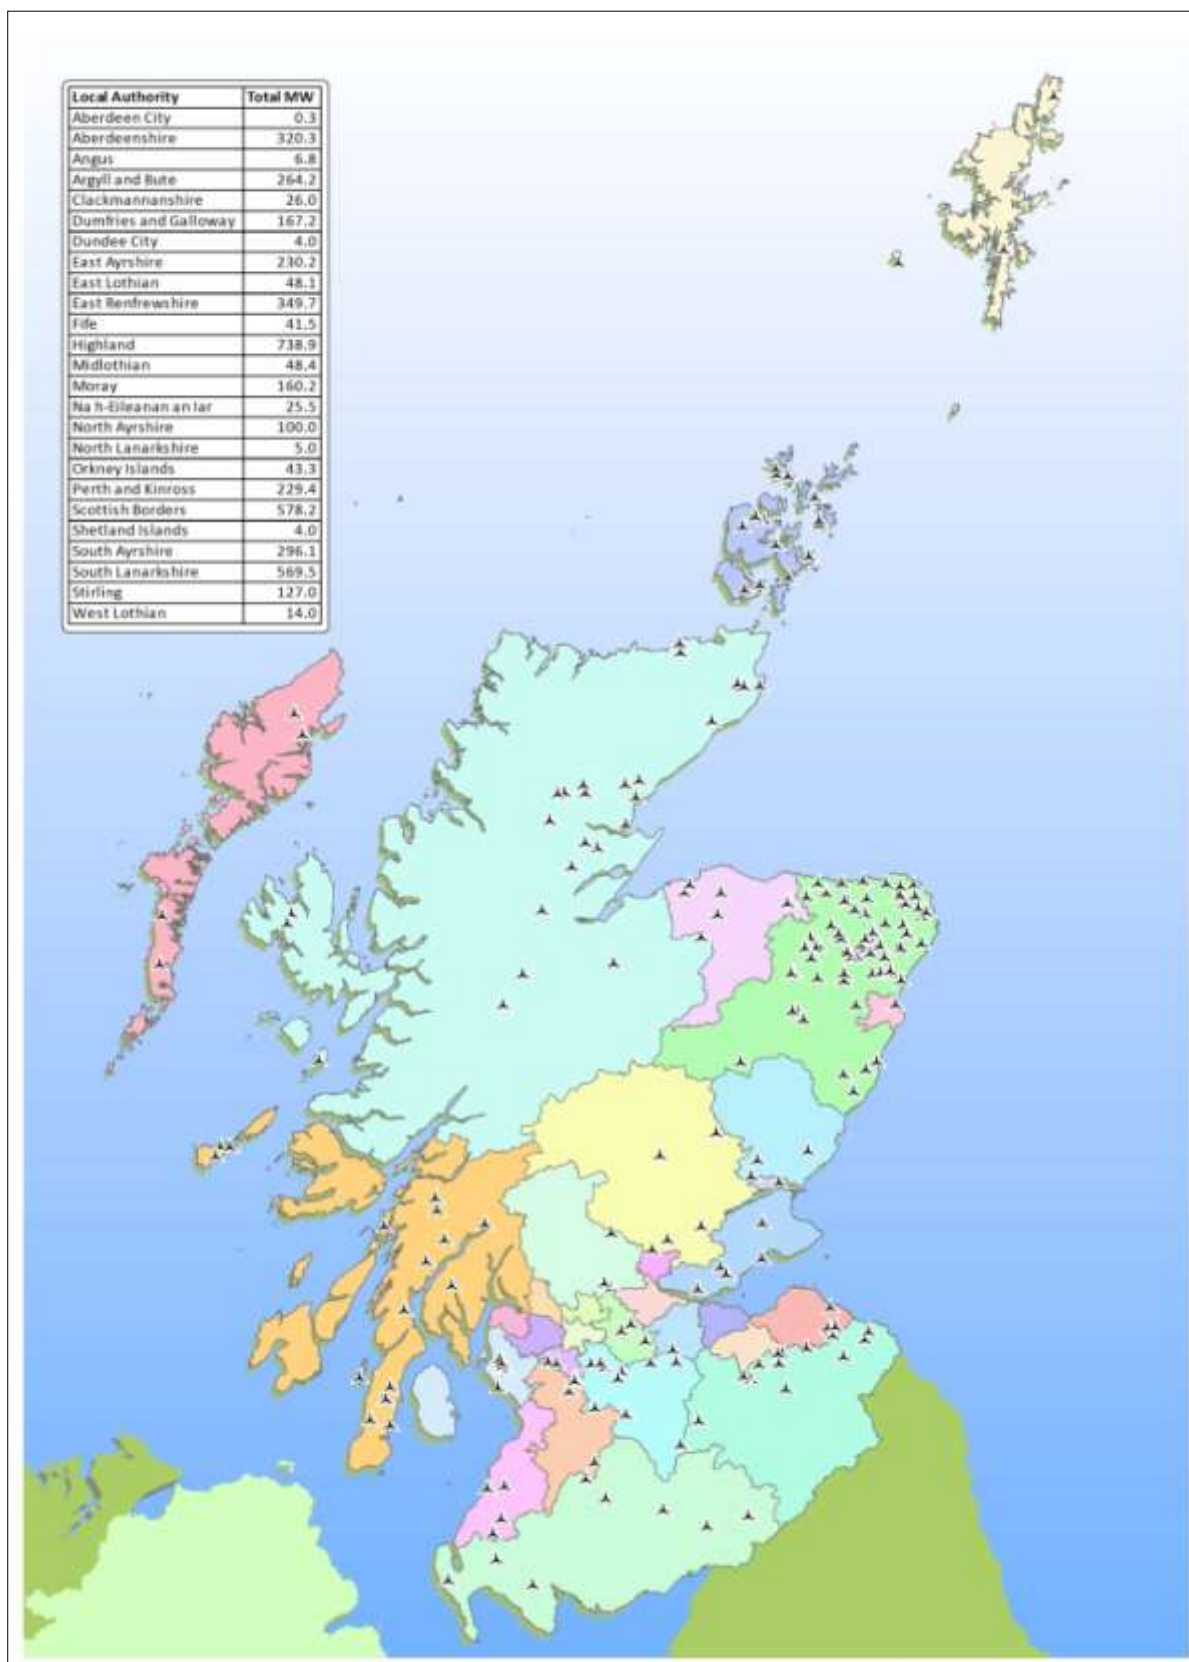 Local Authority Total MW
Aberdeen City 0.3
Aberdeenshire 320.3
Angus 6.8
Argyll and Bute 264.2
Clackmannanshire 26.0
Dumfries and Galloway 167.2
Dundee City 4.0
East Ayrshire 230.2
East Lothian 48.1
East Renfrewshire 349.7
Fife 41.5
Highland 738.9
Midlothian 48.4
Moray 160.2
Na h-Eileanan an Iar 25.5
North Ayrshire 100.0
North Lanarkshire 5.0
Orkney Islands 43.3
Perth and Kinross 229.4
Scottish Borders 578.2
Shetland Islands 4.0
South Ayrshire 296.1
South Lanarkshire 569.5
Stirling 127.0
West Lothian 14.0